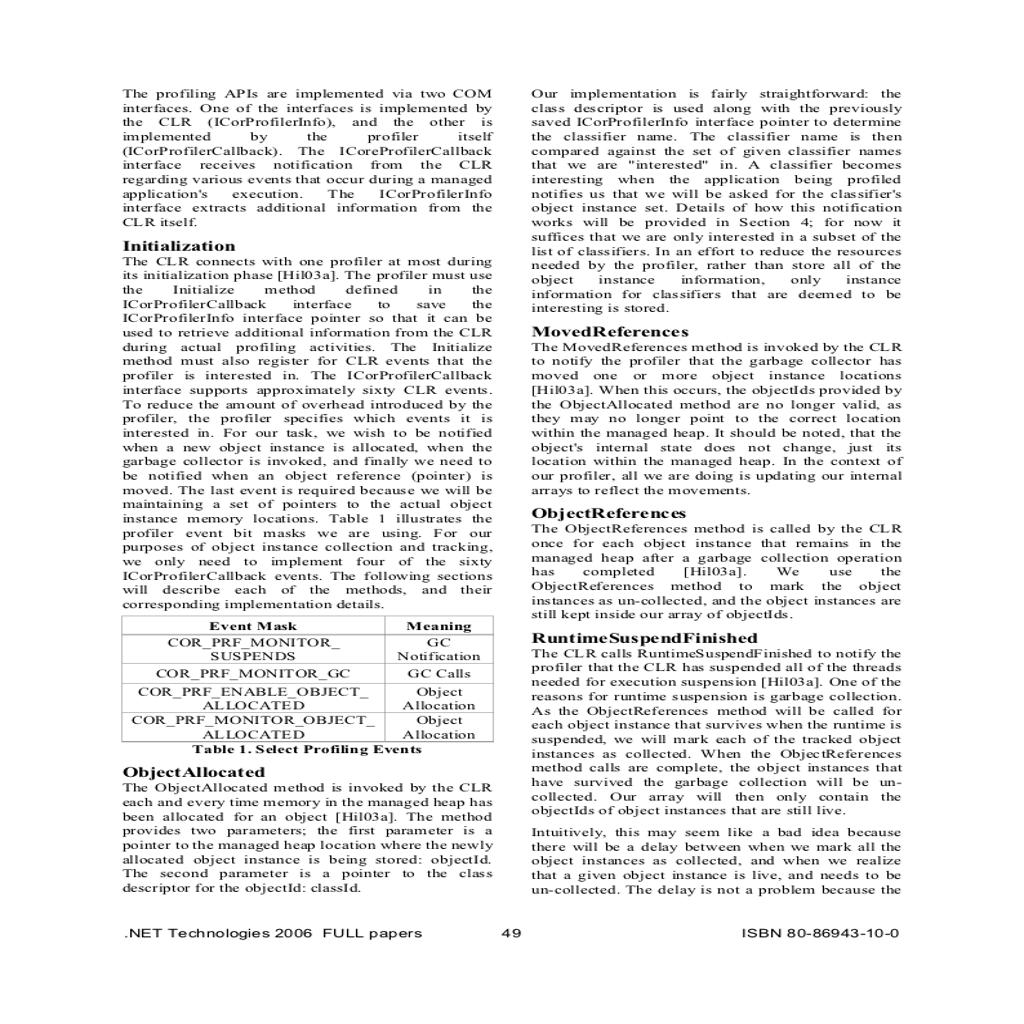 The profiling APIs are implemented via two COM
interfaces. One of the interfaces is implemented by
the CLR (ICorProfilerInfo), and the other is
implemented by the profiler itself
(ICorProfilerCallback). The ICoreProfilerCallback
interface receives notification from the CLR
regarding various events that occur during a managed
application's execution. The ICorProfilerInfo
interface extracts additional information from the
CLR itself.
Initialization
The CLR connects with one profiler at most during
its initialization phase [Hil03a]. The profiler must use
the Initialize method defined in the
ICorProfilerCallback interface to save the
ICorProfilerInfo interface pointer so that it can be
used to retrieve additional information from the CLR
during actual profiling activities. The Initialize
method must also register for CLR events that the
profiler is interested in. The ICorProfilerCallback
interface supports approximately sixty CLR events.
To reduce the amount of overhead introduced by the
profiler, the profiler specifies which events it is
interested in. For our task, we wish to be notified
when a new object instance is allocated, when the
garbage collector is invoked, and finally we need to
be notified when an object reference (pointer) is
moved. The last event is required because we will be
maintaining a set of pointers to the actual object
instance memory locations. Table 1 illustrates the
profiler event bit masks we are using. For our
purposes of object instance collection and tracking,
we only need to implement four of the sixty
ICorProfilerCallback events. The following sections
will describe each of the methods, and their
corresponding implementation details.
Event Mask Meaning
COR_PRF_MONITOR_ GC
SUSPENDS Notification
COR_PRF_MONITOR_GC GC Calls
COR_PRF_ENABLE_OBJECT_ Object
ALLOCATED Allocation
COR_PRF_MONITOR_OBJECT_ Object
ALLOCATED Allocation
Table 1. Select Profiling Events
ObjectAllocated
The ObjectAllocated method is invoked by the CLR
each and every time memory in the managed heap has
been allocated for an object [Hil03a]. The method
provides two parameters; the first parameter is a
pointer to the managed heap location where the newly
allocated object instance is being stored: objectId.
The second parameter is a pointer to the class
descriptor for the objectId: classId.
Our implementation is fairly straightforward: the
class descriptor is used along with the previously
saved ICorProfilerInfo interface pointer to determine
the classifier name. The classifier name is then
compared against the set of given classifier names
that we are "interested" in. A classifier becomes
interesting when the application being profiled
notifies us that we will be asked for the classifier's
object instance set. Details of how this notification
works will be provided in Section 4; for now it
suffices that we are only interested in a subset of the
list of classifiers. In an effort to reduce the resources
needed by the profiler, rather than store all of the
object instance information, only instance
information for classifiers that are deemed to be
interesting is stored.
MovedReferences
The MovedReferences method is invoked by the CLR
to notify the profiler that the garbage collector has
moved one or more object instance locations
[Hil03a]. When this occurs, the objectIds provided by
the ObjectAllocated method are no longer valid, as
they may no longer point to the correct location
within the managed heap. It should be noted, that the
object's internal state does not change, just its
location within the managed heap. In the context of
our profiler, all we are doing is updating our internal
arrays to reflect the movements.
ObjectReferences
The ObjectReferences method is called by the CLR
once for each object instance that remains in the
managed heap after a garbage collection operation
has completed [Hil03a]. We use the
ObjectReferences method to mark the object
instances as un-collected, and the object instances are
still kept inside our array of objectIds.
RuntimeSuspendFinished
The CLR calls RuntimeSuspendFinished to notify the
profiler that the CLR has suspended all of the threads
needed for execution suspension [Hil03a]. One of the
reasons for runtime suspension is garbage collection.
As the ObjectReferences method will be called for
each object instance that survives when the runtime is
suspended, we will mark each of the tracked object
instances as collected. When the ObjectReferences
method calls are complete, the object instances that
have survived the garbage collection will be un-
collected. Our array will then only contain the
objectIds of object instances that are still live.
Intuitively, this may seem like a bad idea because
there will be a delay between when we mark all the
object instances as collected, and when we realize
that a given object instance is live, and needs to be
un-collected. The delay is not a problem because the
.NET Technologies 2006 FULL papers 49 ISBN 80-86943-10-0